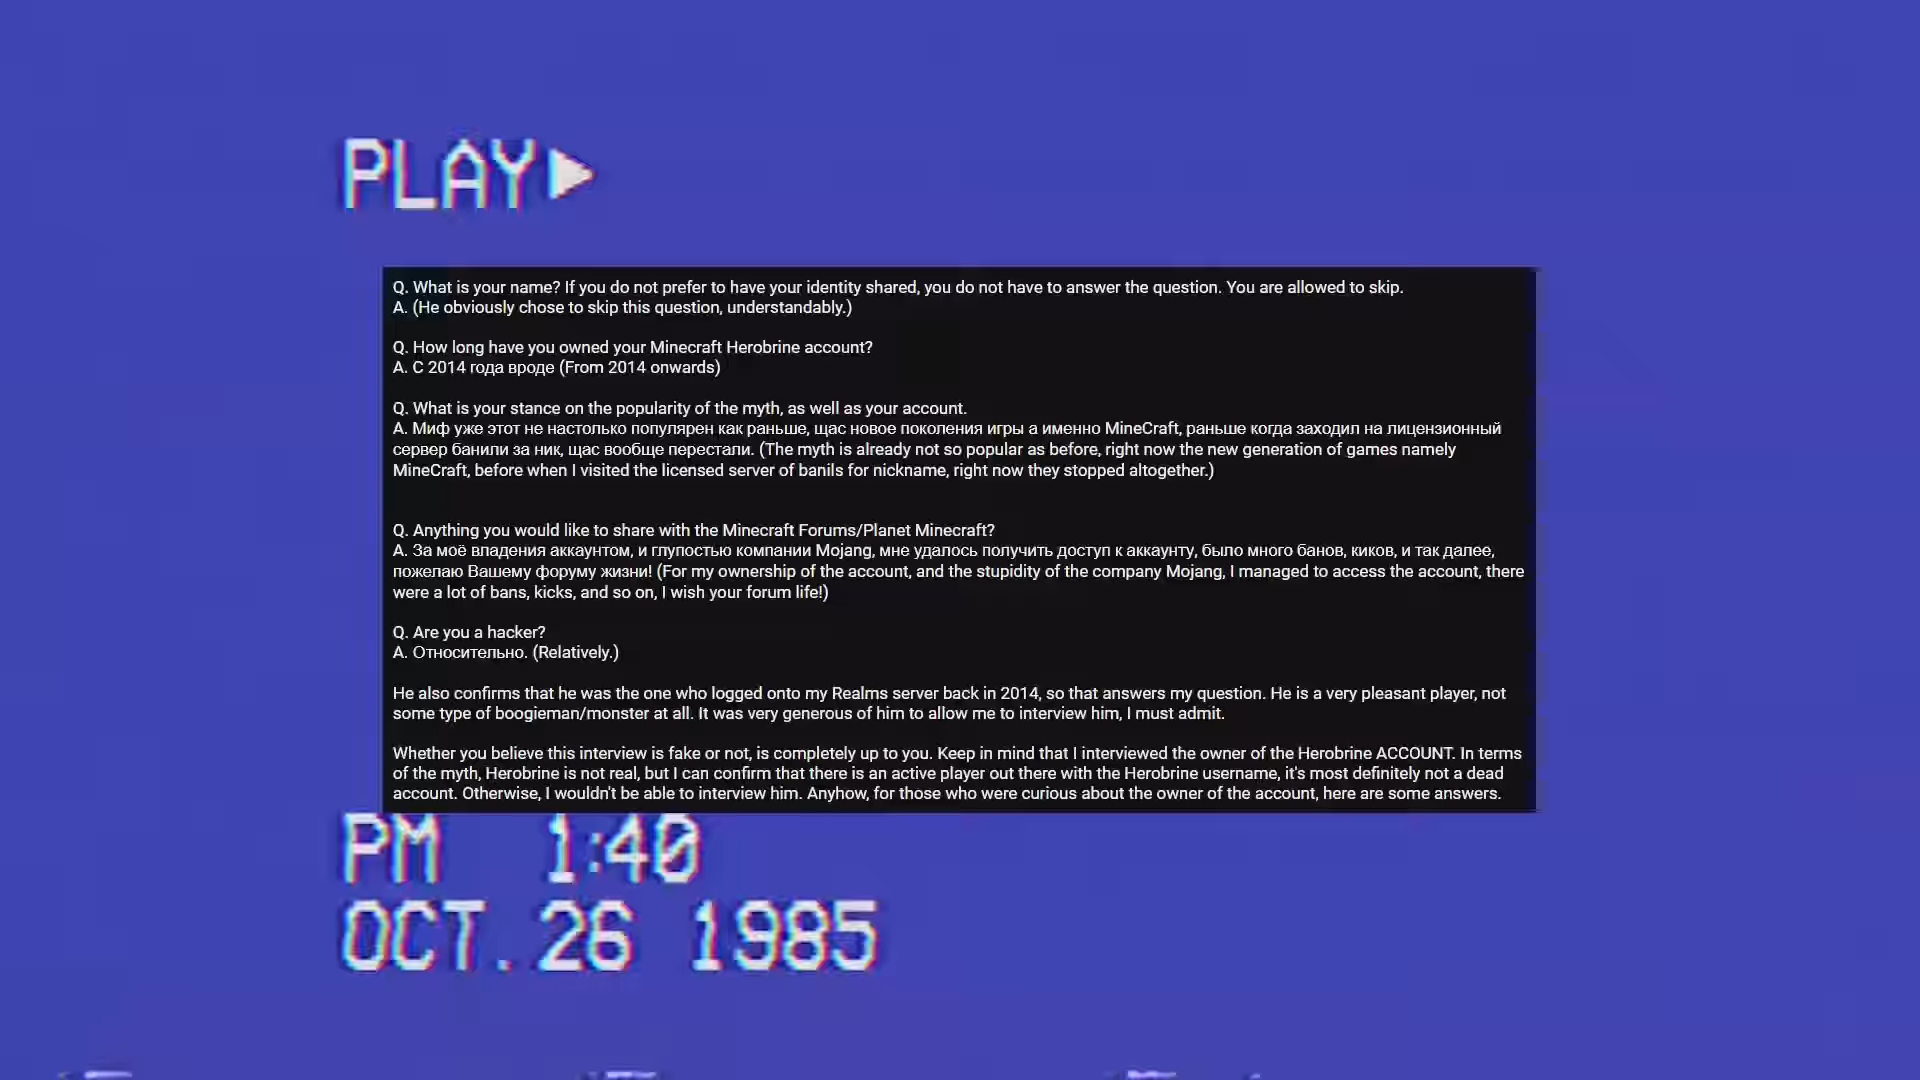 PLAY
Q. What is your name? If you do not prefer to have your identity shared, you do not have to answer the question. You are allowed to skip.
A. (He obviously chose to skip this question, understandably.)
Q. How long have you owned your Minecraft Herobrine account?
A. С 2014 года вроде (From 2014 onwards)
Q. What is your stance on the popularity of the myth, as well as your account.
A. Миф уже этот не настолько популярен как раньше, щас новое поколения игры а именно MineCraft, раньше когда заходил на лицензионный
сервер банили за ник, щас вообще перестали. (The myth is already not so popular as before, right now the new generation of games namely
MineCraft, before when I visited the licensed server of banils for nickname, right now they stopped altogether.)
Q. Anything you would like to share with the Minecraft Forums/Planet Minecraft?
A. За моё владения аккаунтом, и глупостью компании Mojang, мне удалось получить доступ к аккаунту, было много банов, киков, и так далее,
пожелаю Вашему форуму жизни! (For my ownership of the account, and the stupidity of the company Mojang, I managed to access the account, there
were a lot of bans, kicks, and so on, I wish your forum life!)
Q. Are you a hacker?
A. Относительно. (Relatively.)
He also confirms that he was the one who logged onto my Realms server back in 2014, so that answers my question. He is a very pleasant player, not
some type of boogieman/monster at all. It was very generous of him to allow me to interview him, I must admit.
Whether you believe this interview is fake or not, is completely up to you. Keep in mind that I interviewed the owner of the Herobrine ACCOUNT. In terms
of the myth, Herobrine is not real, but I can confirm that there is an active player out there with the Herobrine username, it's most definitely not a dead
account. Otherwise, I wouldn't be able to interview him. Anyhow, for those who were curious about the owner of the account, here are some answers.
PM 1:40
OCT. 26 1985